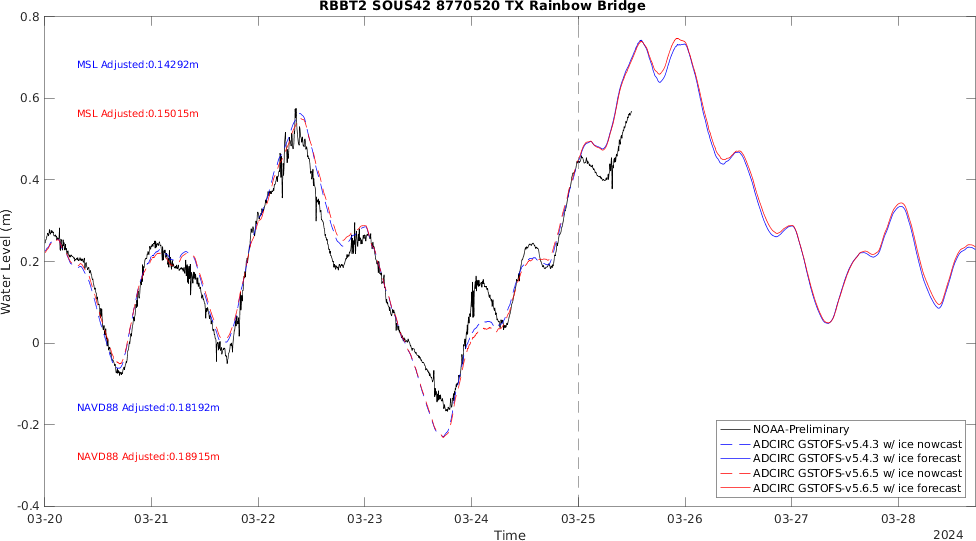 RBBT2 SOUS42 8770520 TX Rainbow Bridge
0.8
MSL Adjusted:0.14292m
0.6
MSL Adjusted:0.15015m
0.4
Water Level (m)
0.2
0
NAVD88 Adjusted:0.18192m
-0.2
NAVD88 Adjusted:0.18915m
-0.4
NOAA-Preliminary
ADCIRC GSTOFS-v5.4.3 w/ ice nowcast
ADCIRC GSTOFS-v5.4.3 w/ ice forecast
ADCIRC GSTOFS-v5.6.5 w/ ice nowcast
ADCIRC GSTOFS-v5.6.5 w/ ice forecast
03-20 03-21 03-22 03-23 03-24 03-25 03-26 03-27 03-28
Time
2024